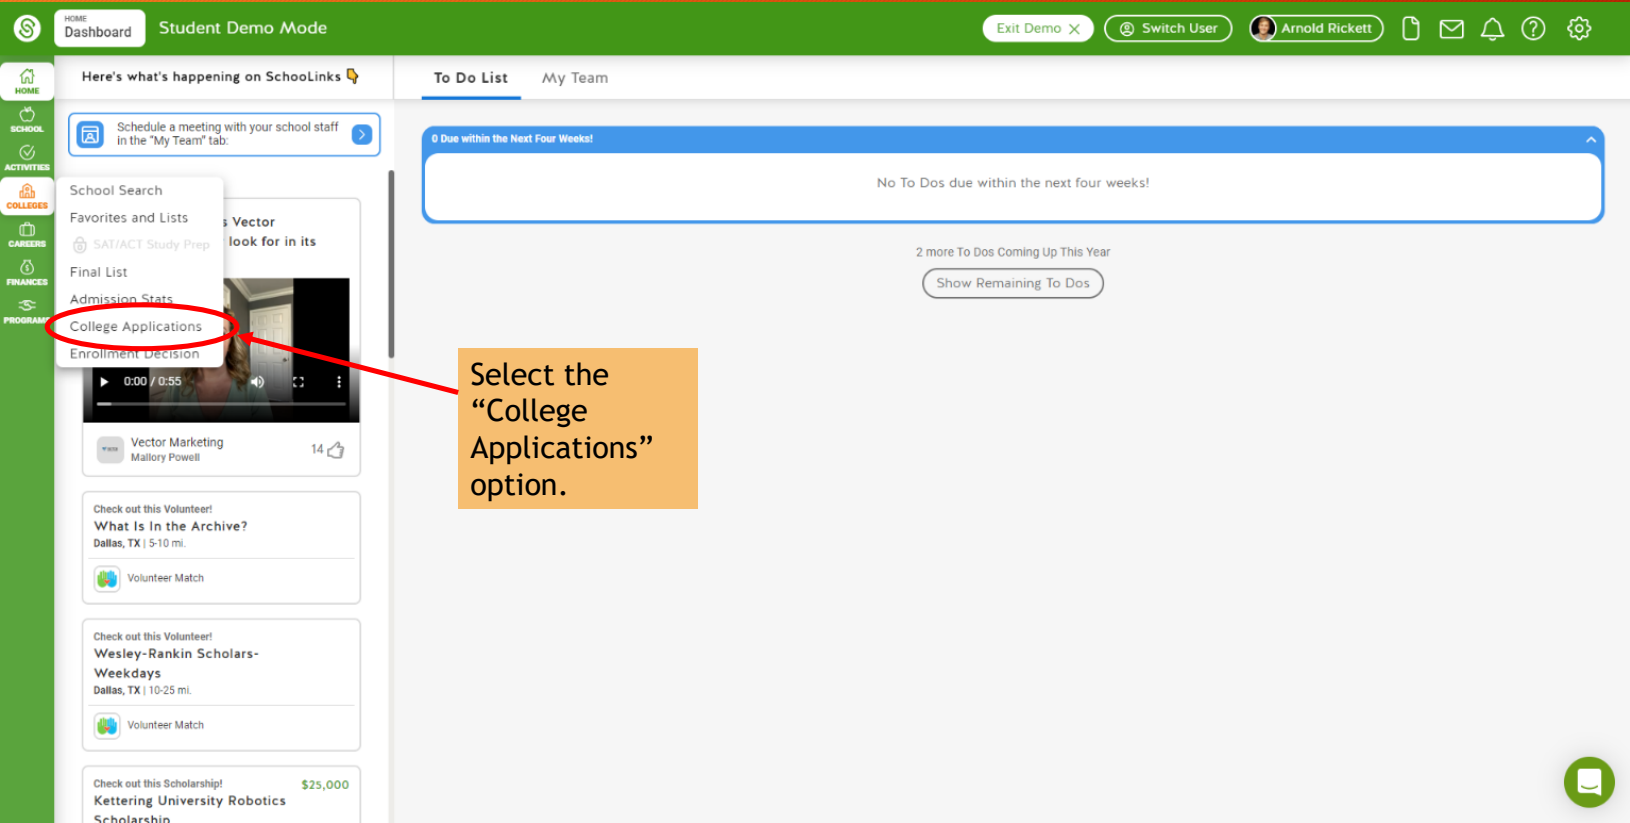 HOME
Dashboard
Student Demo Mode
Exit Demo X
Switch User
Arnold Rickett
HOME
SCHOOL
ACTIVITIES
COLLEGES
CAREERS
FINANCES
PROGRAMS
Here's what's happening on SchooLinks
Schedule a meeting with your school staff
in the "My Team" tab:
School Search
Favorites and Lists
SAT/ACT Study Prep
Final List
Admission Stats
College Applications
Enrollment Decision
s Vector
look for in its
0:00 / 0:55
Vector Marketing
Mallory Powell
14
Check out this Volunteer!
What Is In the Archive?
Dallas, TX | 5-10 mi.
Volunteer Match
Check out this Volunteer!
Wesley-Rankin Scholars-
Weekdays
Dallas, TX | 10-25 mi.
Volunteer Match
Check out this Scholarship!
$25,000
Kettering University Robotics
Scholarship
To Do List
My Team
0 Due within the Next Four Weeks!
No To Dos due within the next four weeks!
2 more To Dos Coming Up This Year
Show Remaining To Dos
Select the
“College
Applications”
option.